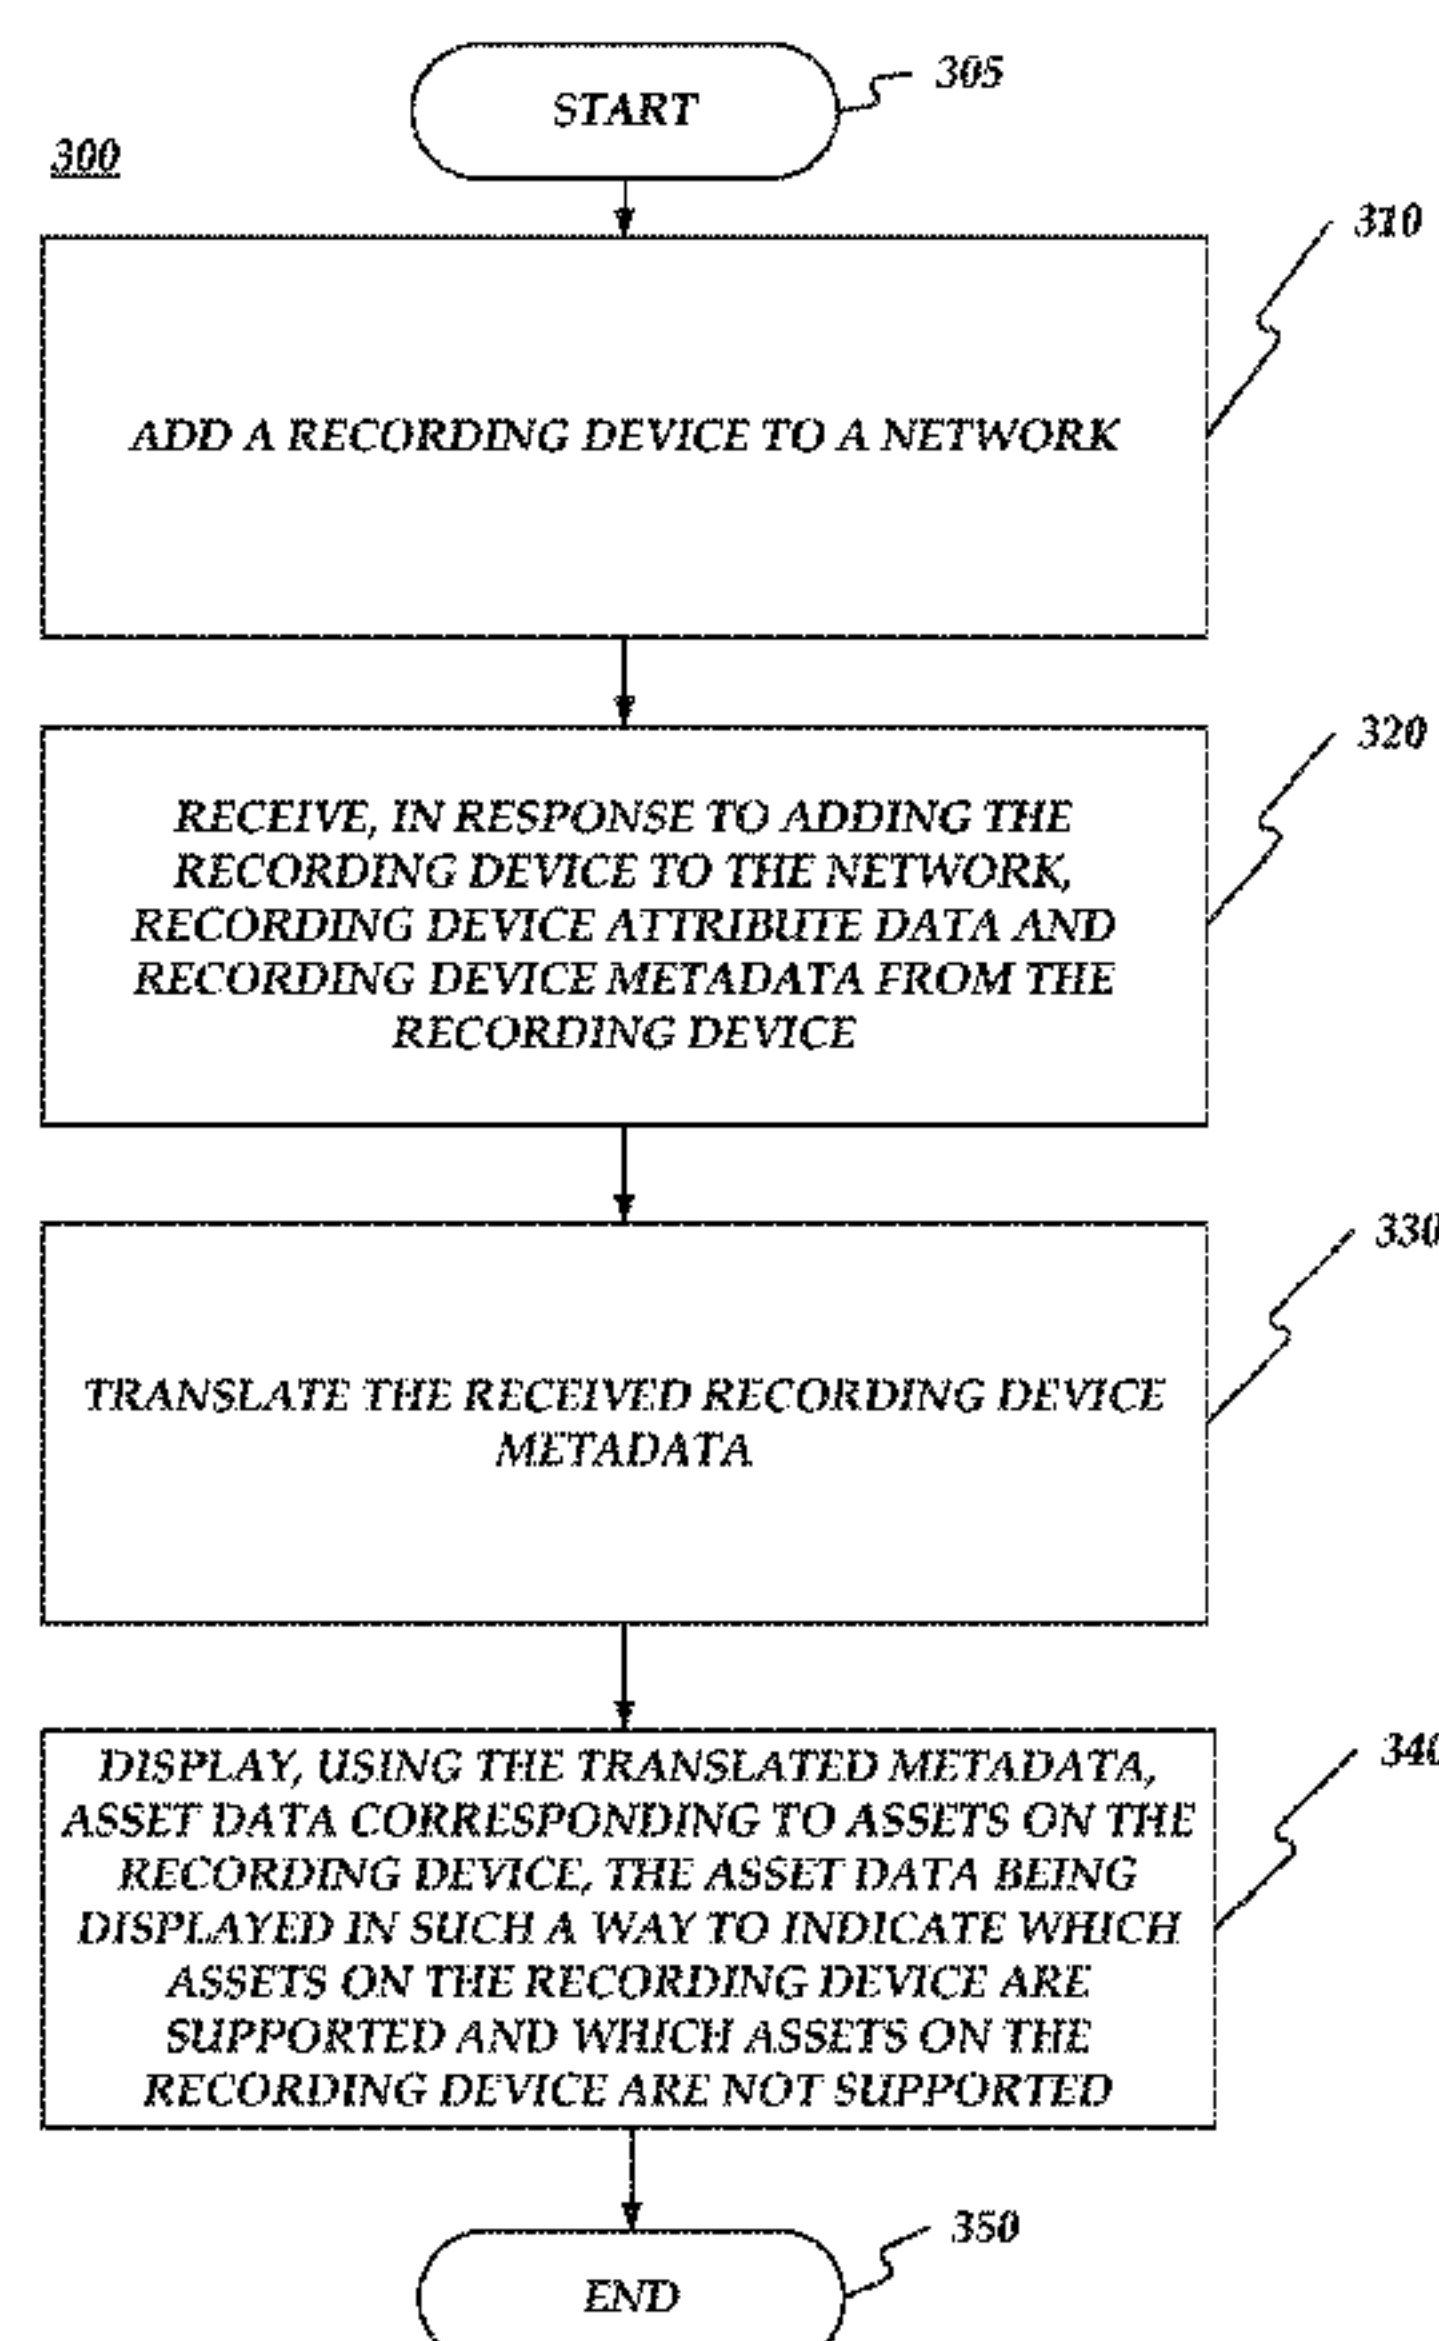 START
305
300
310
ADD A RECORDING DEVICE TO A NETWORK
320
RECEIVE, IN RESPONSE TO ADDING THE
RECORDING DEVICE TO THE NETWORK,
RECORDING DEVICE ATTRIBUTE DATA AND
RECORDING DEVICE METADATA FROM THE
RECORDING DEVICE
330
TRANSLATE THE RECEIVED RECORDING DEVICE
METADATA
340
DISPLAY, USING THE TRANSLATED METADATA,
ASSET DATA CORRESPONDING TO ASSETS ON THE
RECORDING DEVICE, THE ASSET DATA BEING
DISPLAYED IN SUCH A WAY TO INDICATE WHICH
ASSETS ON THE RECORDING DEVICE ARE
SUPPORTED AND WHICH ASSETS ON THE
RECORDING DEVICE ARE NOT SUPPORTED
350
END